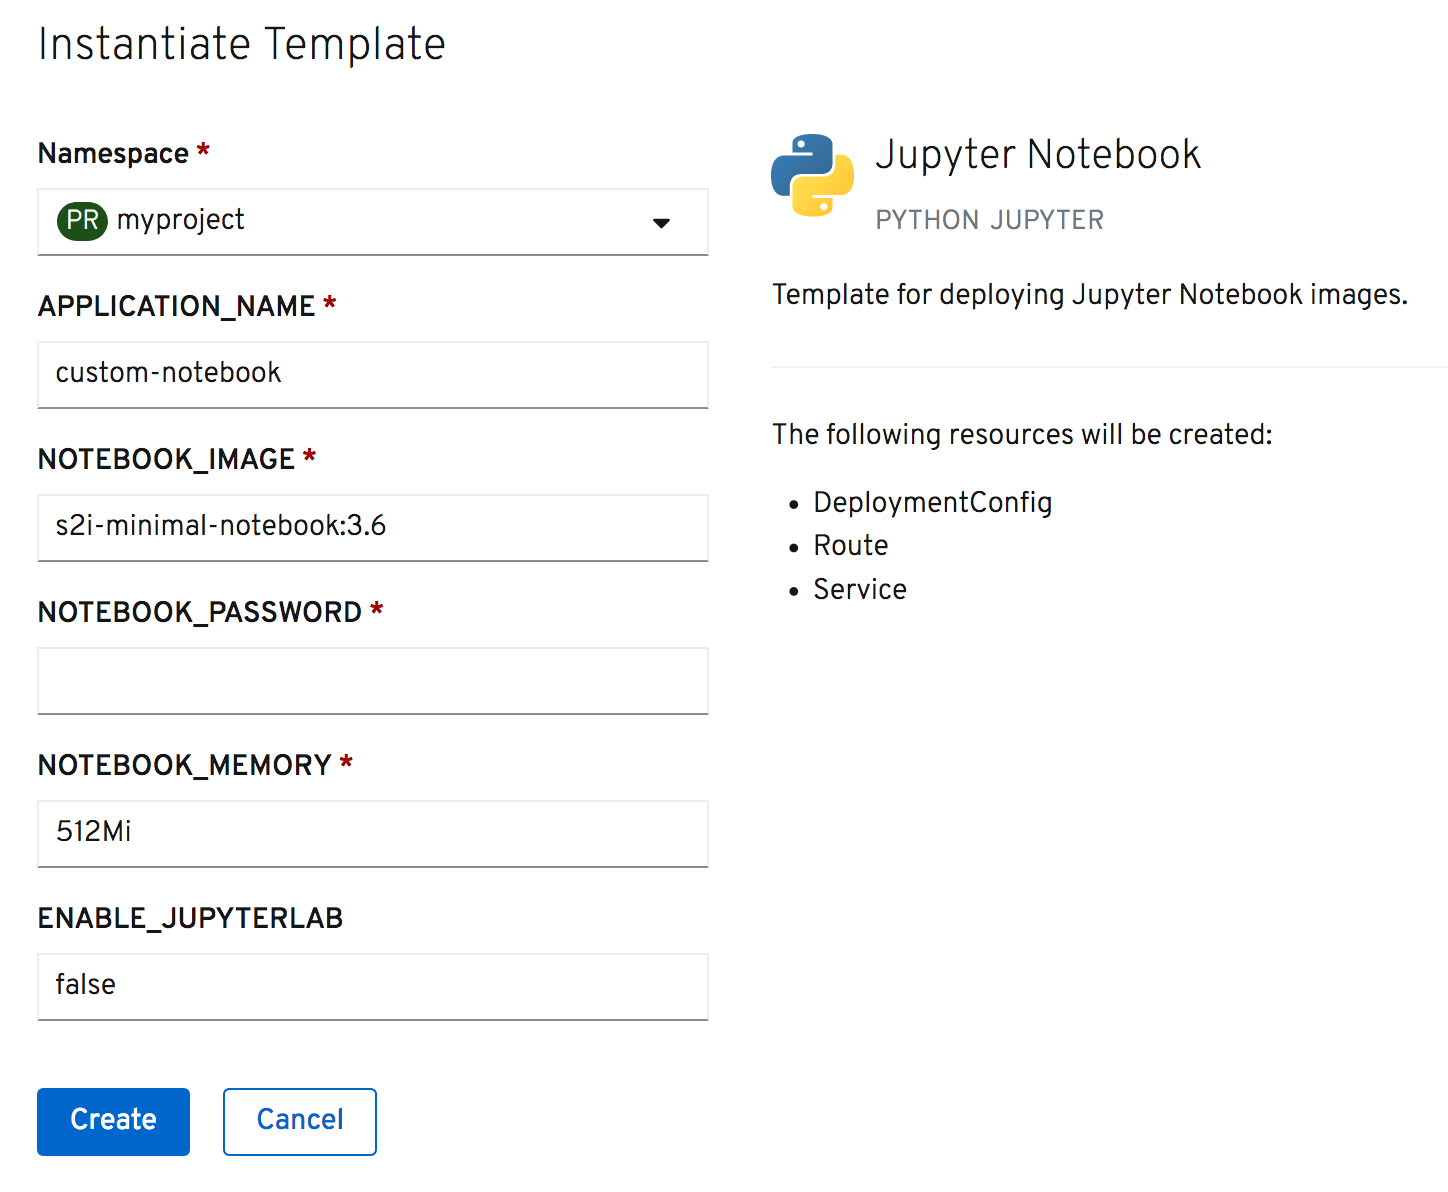 Instantiate Template
Namespace *
PR myproject
APPLICATION_NAME *
custom-notebook
NOTEBOOK_IMAGE *
s2i-minimal-notebook:3.6
NOTEBOOK_PASSWORD *
NOTEBOOK_MEMORY *
512Mi
ENABLE_JUPYTERLAB
false
Create Cancel
Jupyter Notebook
PYTHON JUPYTER
Template for deploying Jupyter Notebook images.
The following resources will be created:
• DeploymentConfig
• Route
• Service